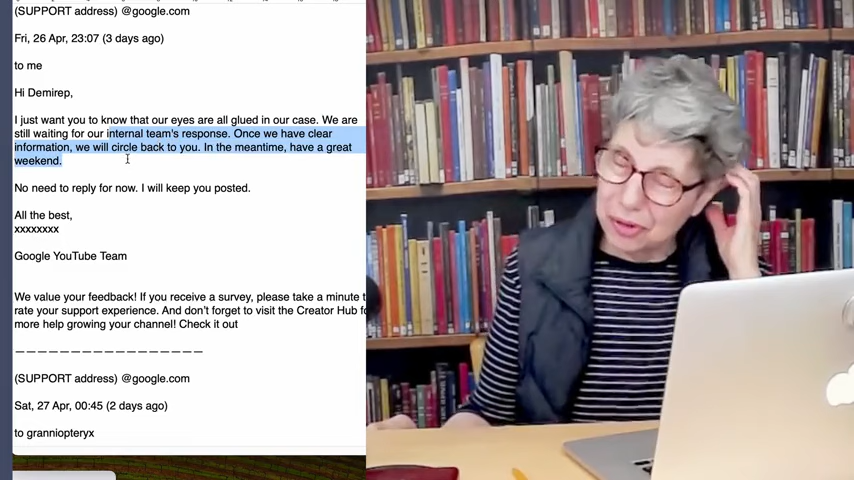 (SUPPORT address) @google.com
Fri, 26 Apr, 23:07 (3 days ago)
to me
Hi Demirep,
I just want you to know that our eyes are all glued in our case. We are
still waiting for our internal team's response. Once we have clear
information, we will circle back to you. In the meantime, have a great
weekend.
No need to reply for now. I will keep you posted.
All the best,
xxxxxxxx
Google YouTube Team
We value your feedback! If you receive a survey, please take a minute t
rate your support experience. And don't forget to visit the Creator Hub fo
more help growing your channel! Check it out
—————————————————
(SUPPORT address) @google.com
Sat, 27 Apr, 00:45 (2 days ago)
to granniopteryx